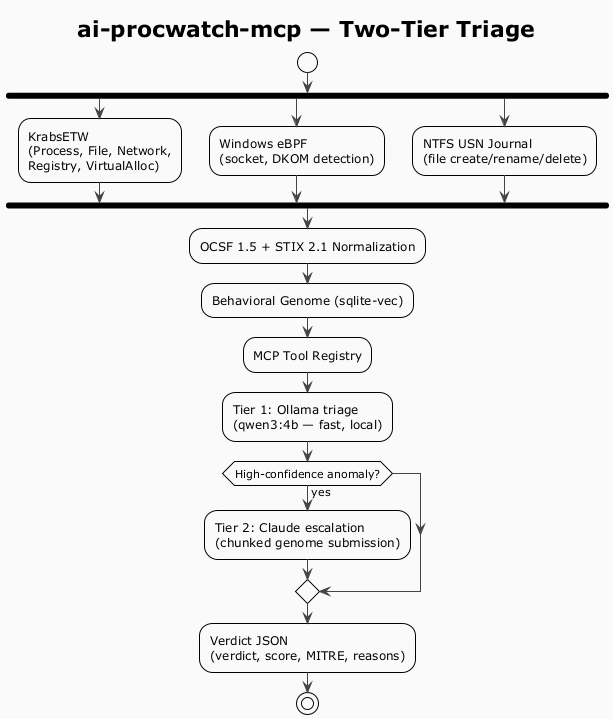 ai-procwatch-mcp — Two-Tier Triage
KrabsETW
(Process, File, Network,
Registry, VirtualAlloc)
Windows eBPF
(socket, DKOM detection)
NTFS USN Journal
(file create/rename/delete)
OCSF 1.5 + STIX 2.1 Normalization
Behavioral Genome (sqlite-vec)
MCP Tool Registry
Tier 1: Ollama triage
(qwen3:4b — fast, local)
High-confidence anomaly?
yes
Tier 2: Claude escalation
(chunked genome submission)
Verdict JSON
(verdict, score, MITRE, reasons)